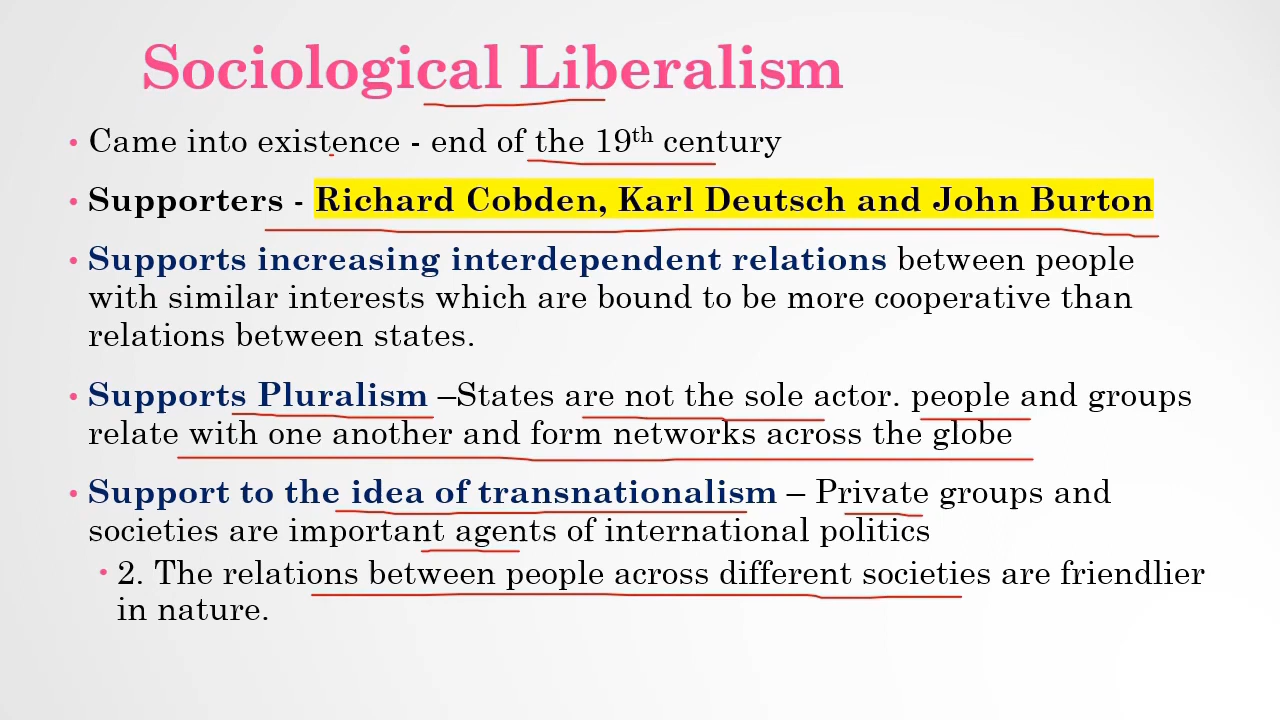 Sociological Liberalism
• Came into existence - end of the 19th century
• Supporters - Richard Cobden, Karl Deutsch and John Burton
• Supports increasing interdependent relations between people
with similar interests which are bound to be more cooperative than
relations between states.
• Supports Pluralism –States are not the sole actor. people and groups
relate with one another and form networks across the globe
• Support to the idea of transnationalism – Private groups and
societies are important agents of international politics
• 2. The relations between people across different societies are friendlier
in nature.